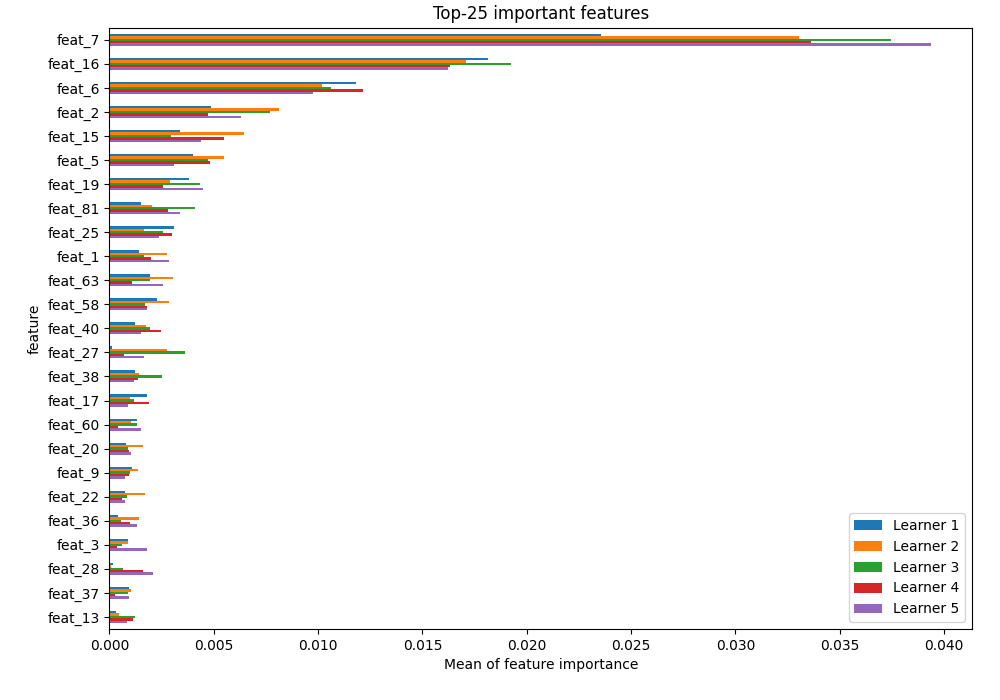 Top-25 important features
feat_7
feat_16
feat_6
feat_2
feat_15
feat_5
feat_19
feat_81
feat_25
feat_1
feat_63
feat_58
feat_40
feat_27
feat_38
feat_17
feat_60
feat_20
feat_9
feat_22
feat_36
feat_3
feat_28
feat_37
feat_13
feature
Learner 1
Learner 2
Learner 3
Learner 4
Learner 5
0.000 0.005 0.010 0.015 0.020 0.025 0.030 0.035 0.040
Mean of feature importance